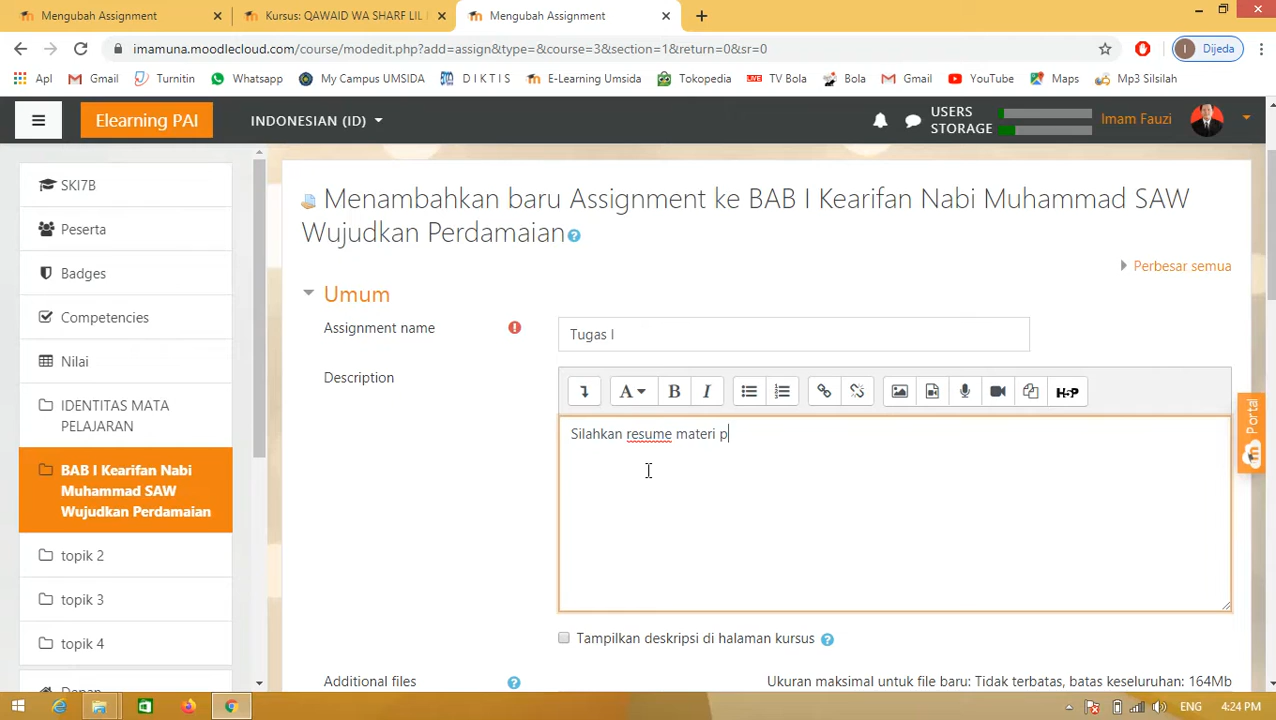 Mengubah Assignment
Kursus: QAWAID WA SHARF LIL
Mengubah Assignment
imamuna.moodlecloud.com/course/modedit.php?add=assign&type=&course=3&section=1&return=0&sr=0
I Dijeda
Apl Gmail Turnitin Whatsapp My Campus UMSIDA D I K T I S E-Learning Umsida Tokopedia LIVE TV Bola Bola Gmail YouTube Maps Mp3 Silsilah
Elearning PAI
INDONESIAN (ID)
USERS
STORAGE
Imam Fauzi
SKI7B
Peserta
Badges
Competencies
Nilai
IDENTITAS MATA
PELAJARAN
BAB I Kearifan Nabi
Muhammad SAW
Wujudkan Perdamaian
topik 2
topik 3
topik 4
Menambahkan baru Assignment ke BAB I Kearifan Nabi Muhammad SAW
Wujudkan Perdamaian
Perbesar semua
Umum
Assignment name
Tugas I
Description
A B I H-P
Silahkan resume materi p
Tampilkan deskripsi di halaman kursus
Additional files
Ukuran maksimal untuk file baru: Tidak terbatas, batas keseluruhan: 164Mb
Portal
ENG 4:24 PM